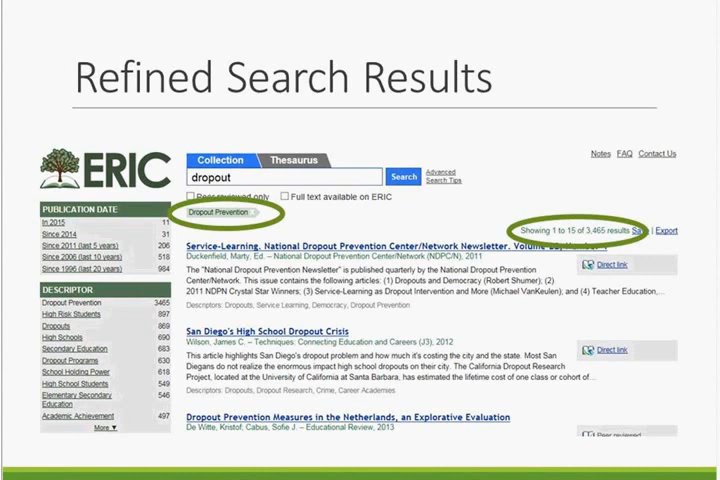 Refined Search Results
ERIC
Collection Thesaurus
dropout
Search
Advanced
Search Tips
Notes FAQ Contact Us
Peer reviewed only Full text available on ERIC
Dropout Prevention x
Showing 1 to 15 of 3,465 results Save | Export
PUBLICATION DATE
In 2015 11
Since 2014 31
Since 2011 (last 5 years) 206
Since 2006 (last 10 years) 518
Since 1996 (last 20 years) 984
DESCRIPTOR
Dropout Prevention 3465
High Risk Students 897
Dropouts 869
High Schools 690
Secondary Education 683
Dropout Programs 630
School Holding Power 618
High School Students 549
Elementary Secondary
Education 546
Academic Achievement 497
More ▼
Service-Learning. National Dropout Prevention Center/Network Newsletter. Volume
Duckenfield, Marty, Ed. – National Dropout Prevention Center/Network (NDPC/N), 2011
The "National Dropout Prevention Newsletter" is published quarterly by the National Dropout Prevention
Center/Network. This issue contains the following articles: (1) Dropouts and Democracy (Robert Shumer); (2)
2011 NDPN Crystal Star Winners; (3) Service-Learning as Dropout Intervention and More (Michael VanKeulen); and (4) Teacher Education,...
Descriptors: Dropouts, Service Learning, Democracy, Dropout Prevention
Direct link
San Diego's High School Dropout Crisis
Wilson, James C. – Techniques: Connecting Education and Careers (J3), 2012
This article highlights San Diego's dropout problem and how much it's costing the city and the state. Most San
Diegans do not realize the enormous impact high school dropouts on their city. The California Dropout Research
Project, located at the University of California at Santa Barbara, has estimated the lifetime cost of one class or cohort of...
Descriptors: Dropouts, Dropout Research, Crime, Career Academies
Direct link
Dropout Prevention Measures in the Netherlands, an Explorative Evaluation
De Witte, Kristof; Cabus, Sofie J. – Educational Review, 2013
Peer reviewed